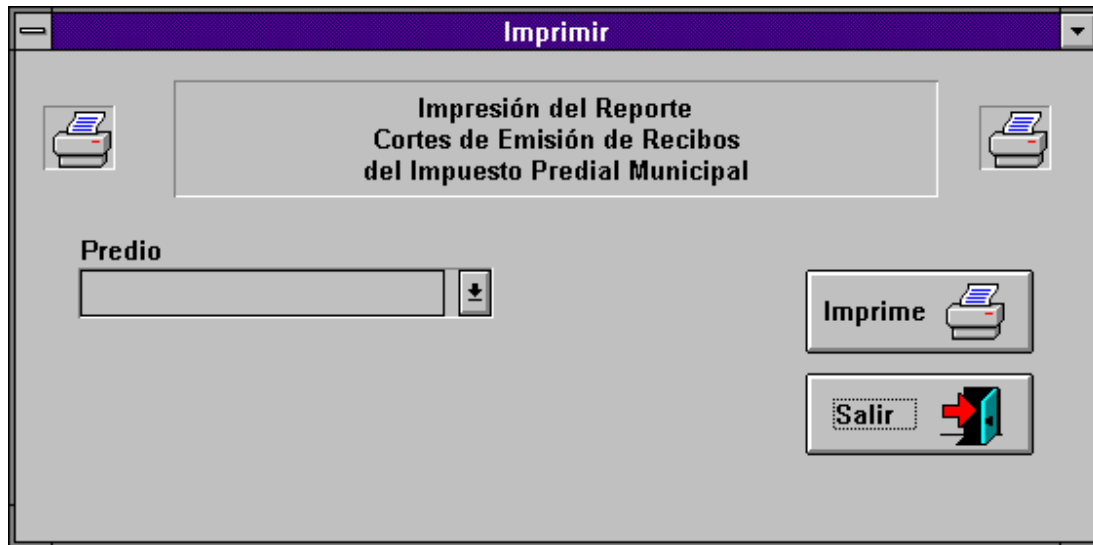 Imprimir
Impresión del Reporte
Cortes de Emisión de Recibos
del Impuesto Predial Municipal
Predio
Imprime
Salir